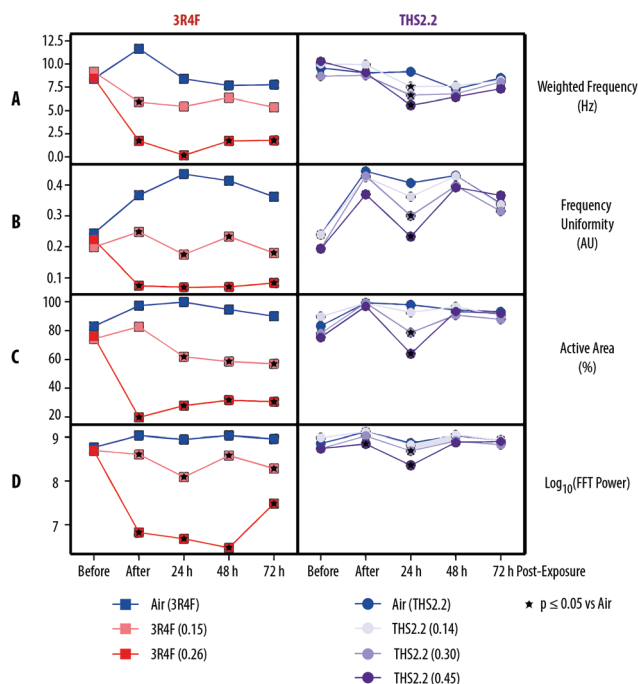 3R4F THS2.2
12.5
10.0
7.5
5.0
2.5
0.0
A
Weighted Frequency
(Hz)
0.4
0.3
0.2
0.1
B
Frequency
Uniformity
(AU)
100
80
60
40
20
C
Active Area
(%)
9
8
7
D
Log10(FFT Power)
Before After 24 h 48 h 72 h Before After 24 h 48 h 72 h Post-Exposure
Air (3R4F) Air (THS2.2) ★ p ≤ 0.05 vs Air
3R4F (0.15) THS2.2 (0.14)
3R4F (0.26) THS2.2 (0.30)
THS2.2 (0.45)